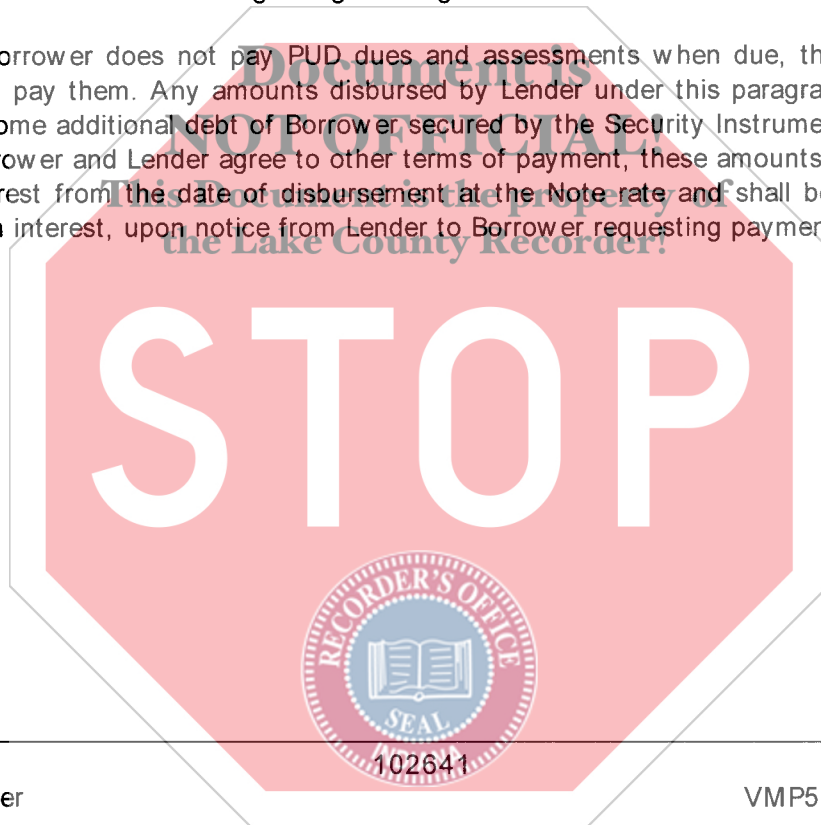 orrower does not pay PUD dues and assessments when due, th
Document is
pay them. Any amounts disbursed by Lender under this paragra
ome additional debt of Borrower secured by the Security Instrume
NOT OFFICIAL!
rower and Lender agree to other terms of payment, these amounts
rest from the date of disbursement at the Note rate and shall b
This Document is the property of
interest, upon notice from Lender to Borrower requesting paymen
the Lake County Recorder!
STOP
RECORDER'S OFFICE
SEAL
INDIANA
102641
er
VMP5